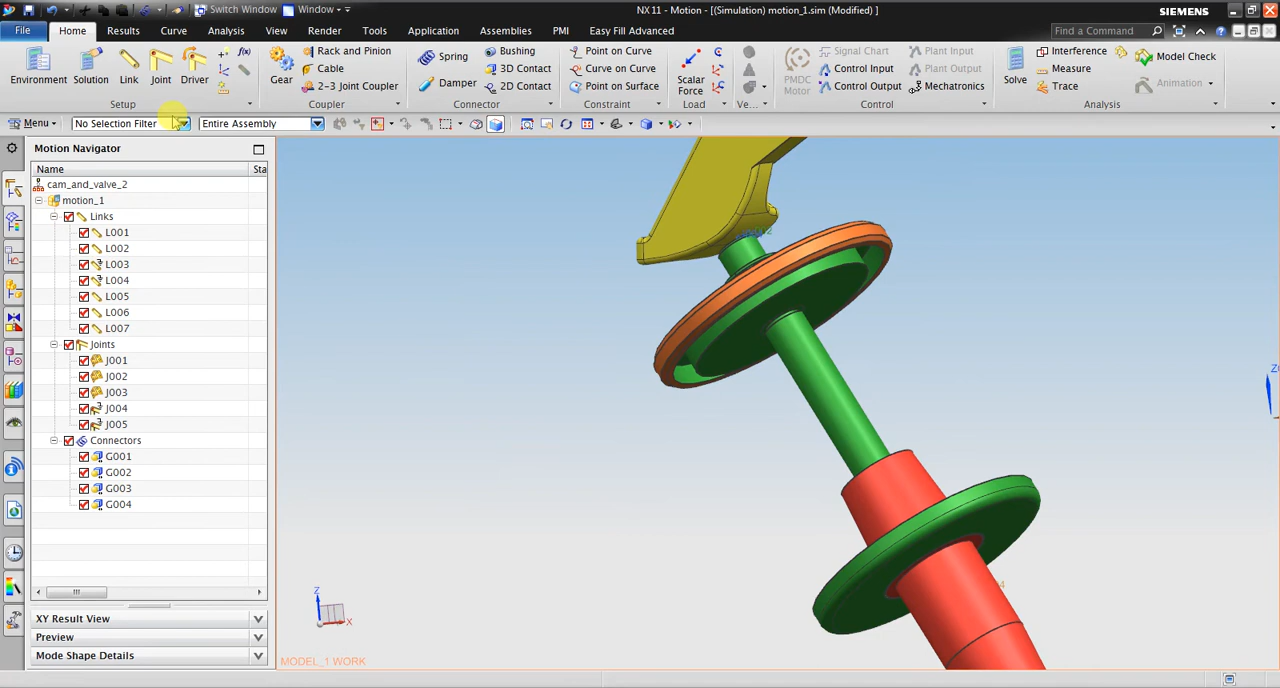 Switch Window Window
NX 11 - Motion - [(Simulation) motion_1.sim (Modified) ]
SIEMENS
File Home Results Curve Analysis View Tools Application Assemblies PMI Easy Fill Advanced
Find a Command
Environment Solution Link Joint Driver
Setup
Gear
Rack and Pinion
Cable
2-3 Joint Coupler
Coupler
Spring
Damper
Bushing
3D Contact
2D Contact
Connector
Point on Curve
Curve on Curve
Point on Surface
Constraint
Scalar Force
Load
Ve...
PMDC Motor
Signal Chart
Control Input
Control Output
Plant Input
Plant Output
Mechatronics
Control
Solve
Interference
Measure
Trace
Model Check
Animation
Analysis
Menu No Selection Filter Entire Assembly
Motion Navigator
Name Sta
cam_and_valve_2
motion_1
Links
L001
L002
L003
L004
L005
L006
L007
Joints
J001
J002
J003
J004
J005
Connectors
G001
G002
G003
G004
XY Result View
Preview
Mode Shape Details
Z
X
MODEL_1 WORK